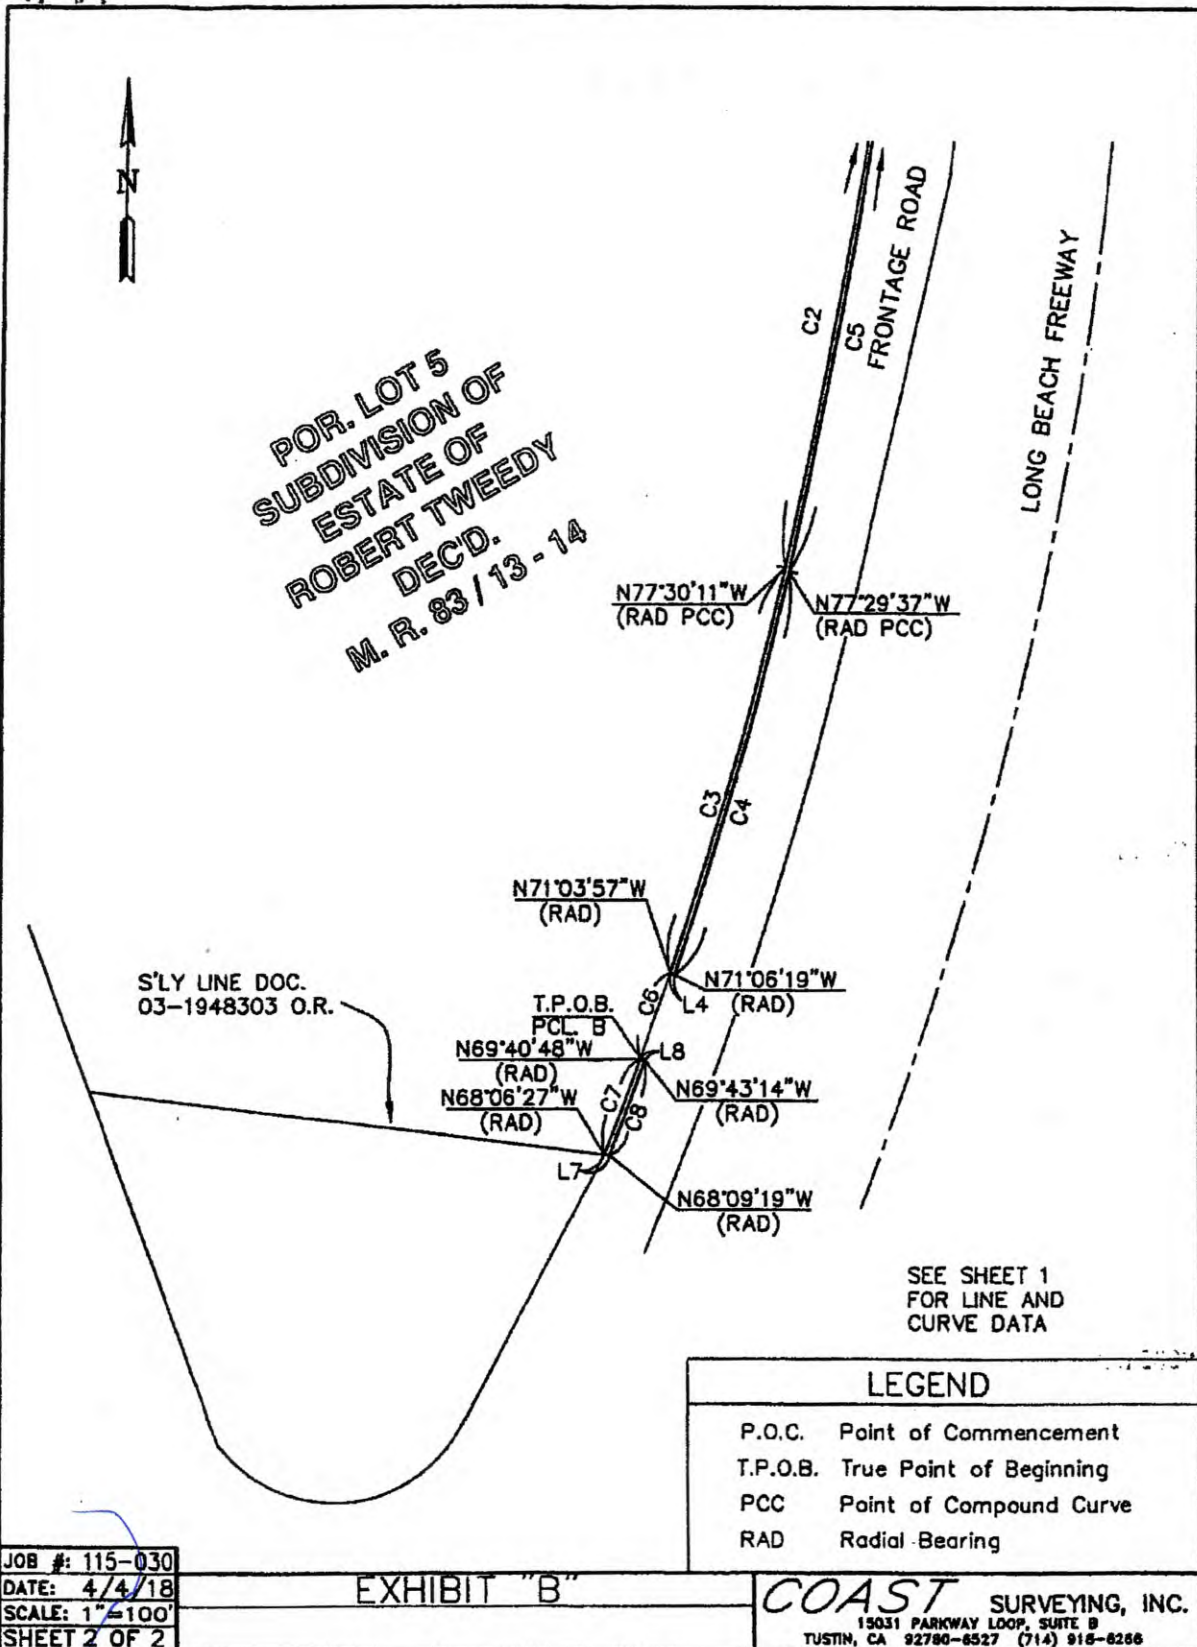 N
FRONTAGE ROAD
LONG BEACH FREEWAY
C2
C5
POR. LOT 5
SUBDIVISION OF
ESTATE OF
ROBERT TWEEDY
DEC'D.
M. R. 83 / 13 - 14
N77°30'11"W
(RAD PCC)
N77°29'37"W
(RAD PCC)
C3
C4
N71°03'57"W
(RAD)
N71°06'19"W
(RAD)
L4
C6
S'LY LINE DOC.
03-1948303 O.R.
T.P.O.B.
PCL. B
L8
N69°40'48"W
(RAD)
N69°43'14"W
(RAD)
C7
C8
N68°06'27"W
(RAD)
L7
N68°09'19"W
(RAD)
SEE SHEET 1
FOR LINE AND
CURVE DATA
LEGEND
P.O.C. Point of Commencement
T.P.O.B. True Point of Beginning
PCC Point of Compound Curve
RAD Radial Bearing
JOB #: 115-030
DATE: 4/4/18
SCALE: 1"=100'
SHEET 2 OF 2
EXHIBIT "B"
COAST SURVEYING, INC.
15031 PARKWAY LOOP, SUITE B
TUSTIN, CA 92780-6527 (714) 918-6266